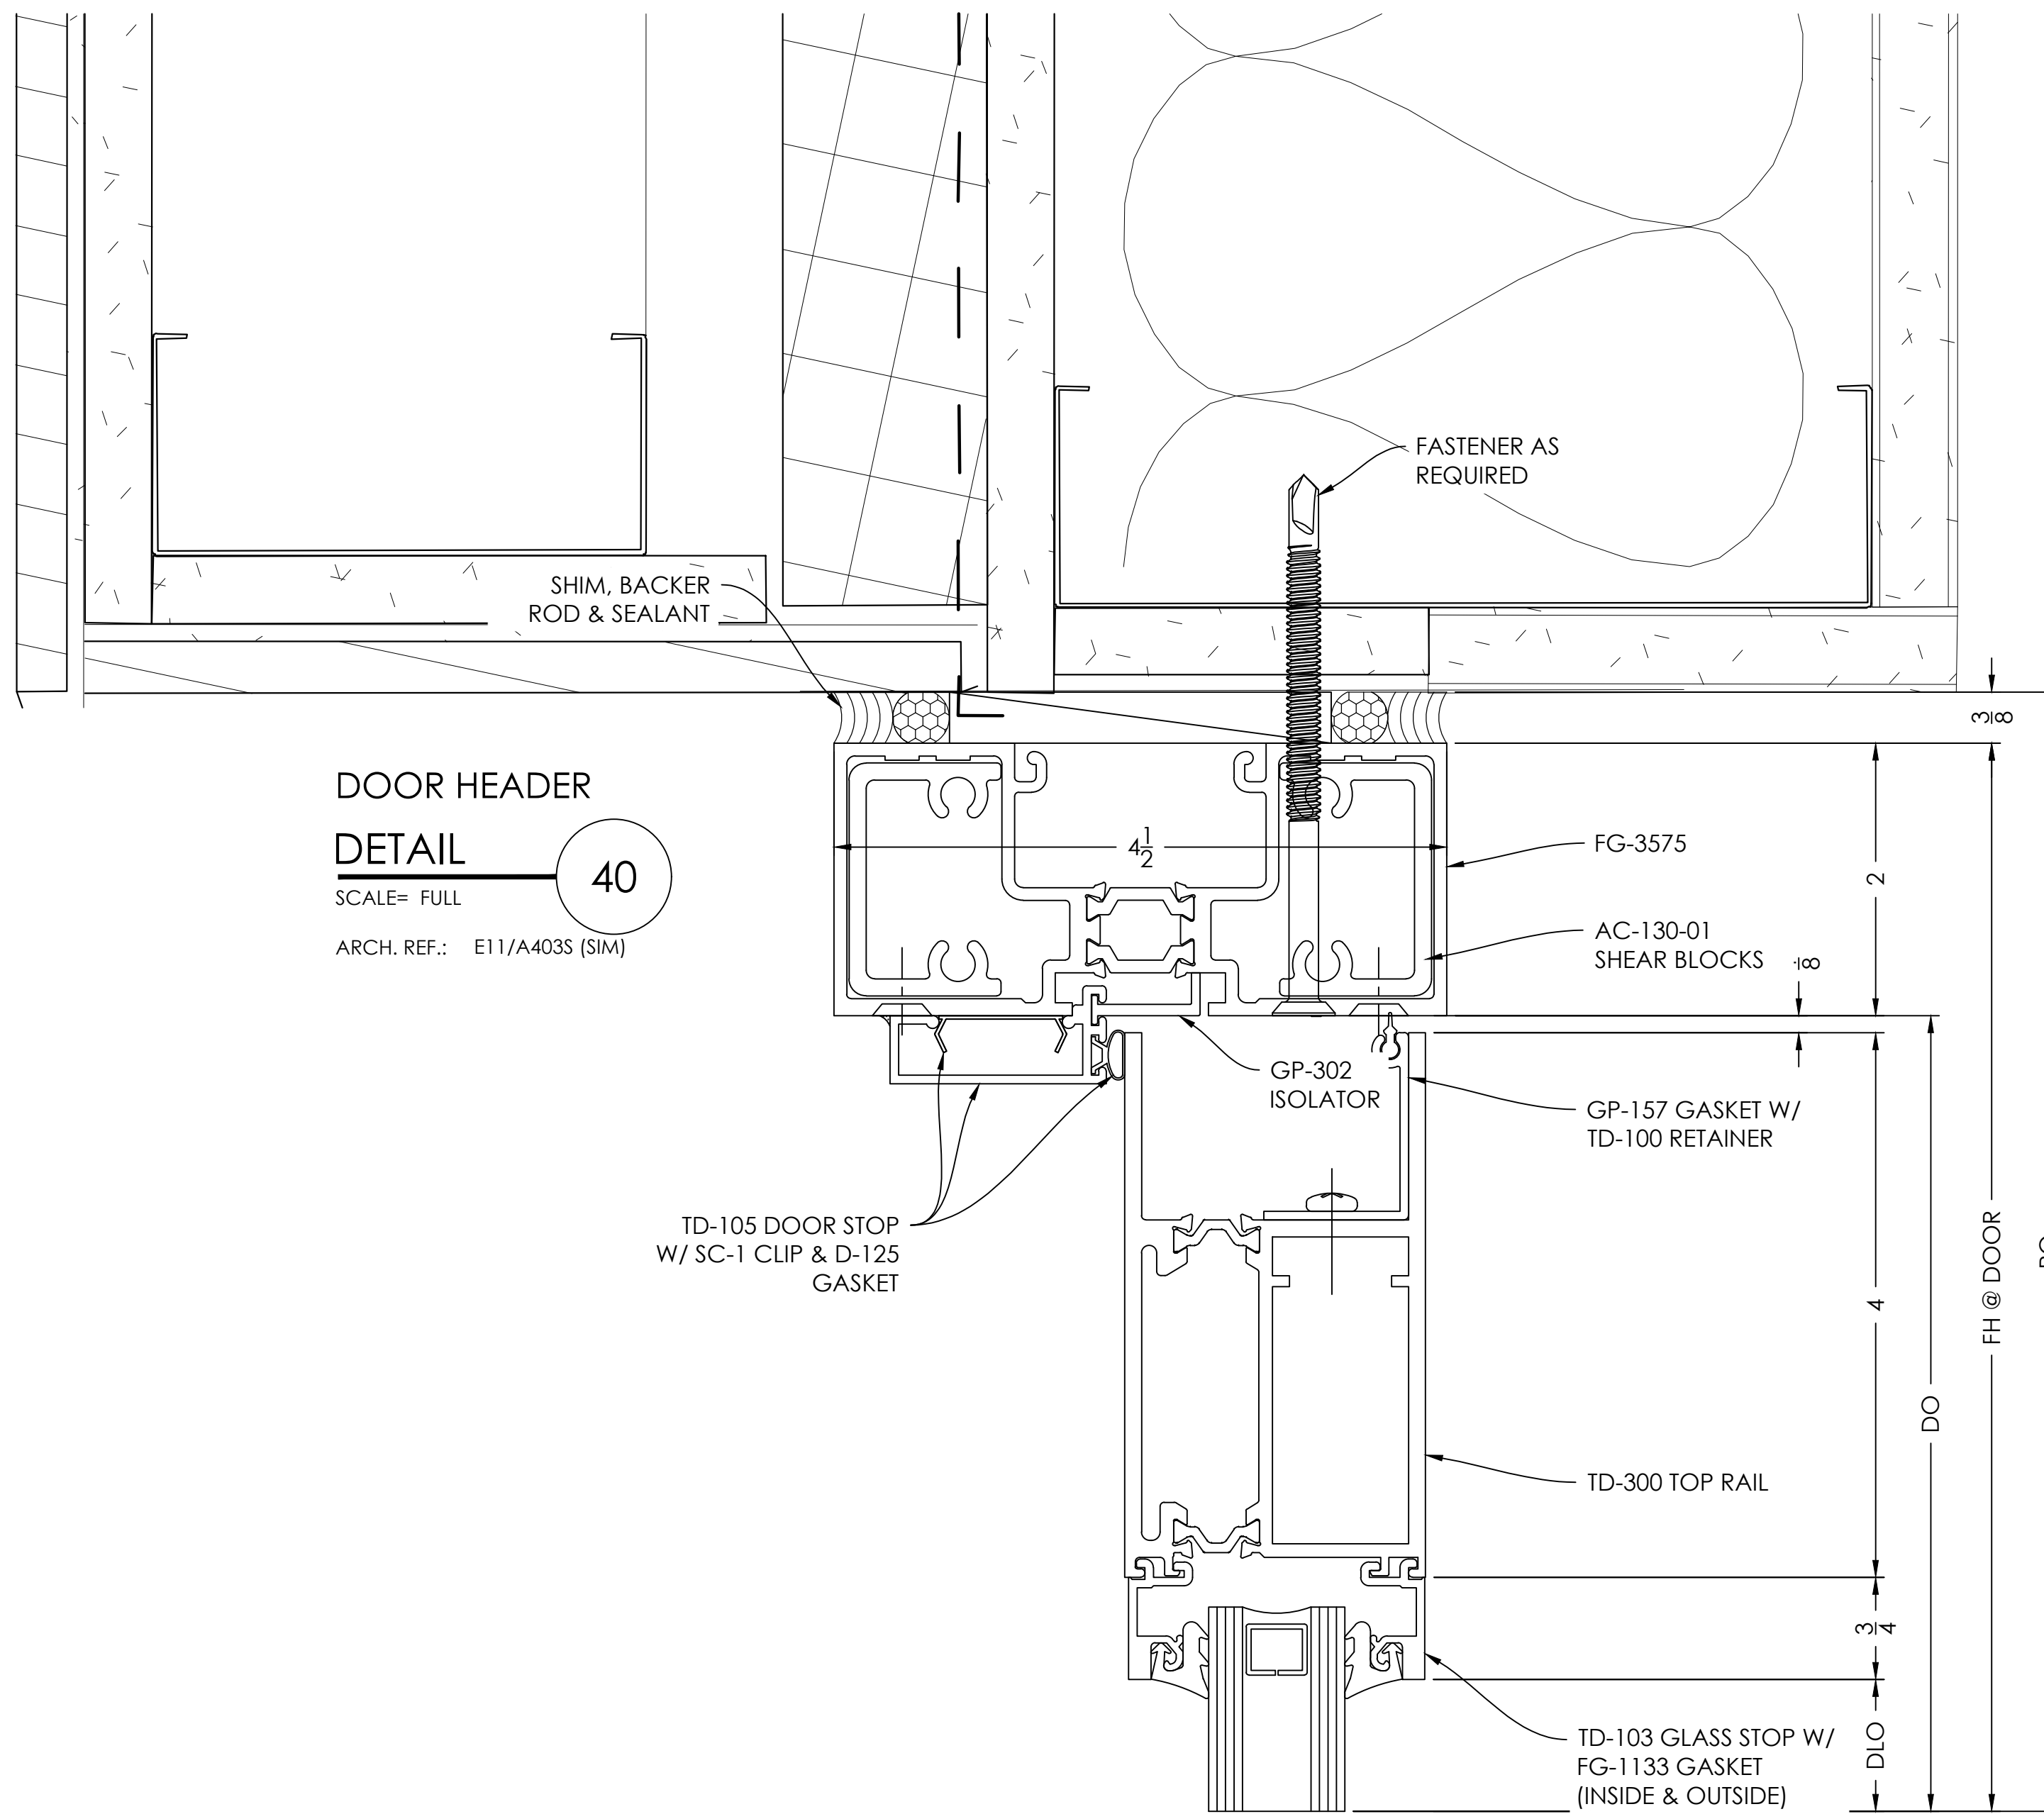 FASTENER AS
REQUIRED
SHIM, BACKER
ROD & SEALANT
3/8
DOOR HEADER
DETAIL
40
SCALE= FULL
ARCH. REF.: E11/A403S (SIM)
4 1/2
FG-3575
2
AC-130-01
SHEAR BLOCKS
1/8
GP-302
ISOLATOR
GP-157 GASKET W/
TD-100 RETAINER
TD-105 DOOR STOP
W/ SC-1 CLIP & D-125
GASKET
4
FH @ DOOR
DO
TD-300 TOP RAIL
3/4
DLO
TD-103 GLASS STOP W/
FG-1133 GASKET
(INSIDE & OUTSIDE)